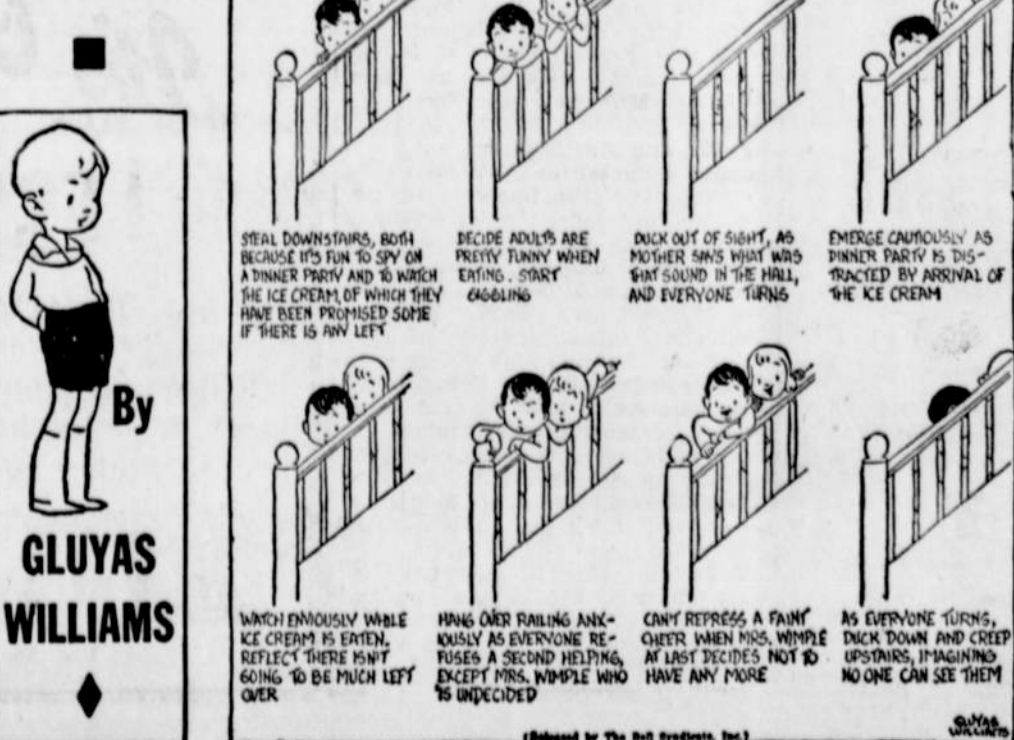 By
GLUYAS
WILLIAMS
STEAL DOWNSTAIRS, BOTH
BECAUSE IT'S FUN TO SPY ON
A DINNER PARTY AND TO WATCH
THE ICE CREAM, OF WHICH THEY
HAVE BEEN PROMISED SOME
IF THERE IS ANY LEFT
DECIDE ADULTS ARE
PRETTY FUNNY WHEN
EATING. START
GIGGLING
DUCK OUT OF SIGHT, AS
MOTHER SAYS WHAT WAS
THAT SOUND IN THE HALL,
AND EVERYONE TURNS
EMERGE CAUTIOUSLY AS
DINNER PARTY IS DIS-
TRACTED BY ARRIVAL OF
THE ICE CREAM
WATCH ENVIOUSLY WHILE
ICE CREAM IS EATEN.
REFLECT THERE ISN'T
GOING TO BE MUCH LEFT
OVER
HANG OVER RAILING ANX-
IOUSLY AS EVERYONE RE-
FUSES A SECOND HELPING,
EXCEPT MRS. WIMPLE WHO
IS UNDECIDED
CAN'T REPRESS A FAINT
CHEER WHEN MRS. WIMPLE
AT LAST DECIDES NOT TO
HAVE ANY MORE
AS EVERYONE TURNS,
DUCK DOWN AND CREEP
UPSTAIRS, IMAGINING
NO ONE CAN SEE THEM
(Released by The Bell Syndicate, Inc.)
GLUYAS
WILLIAMS